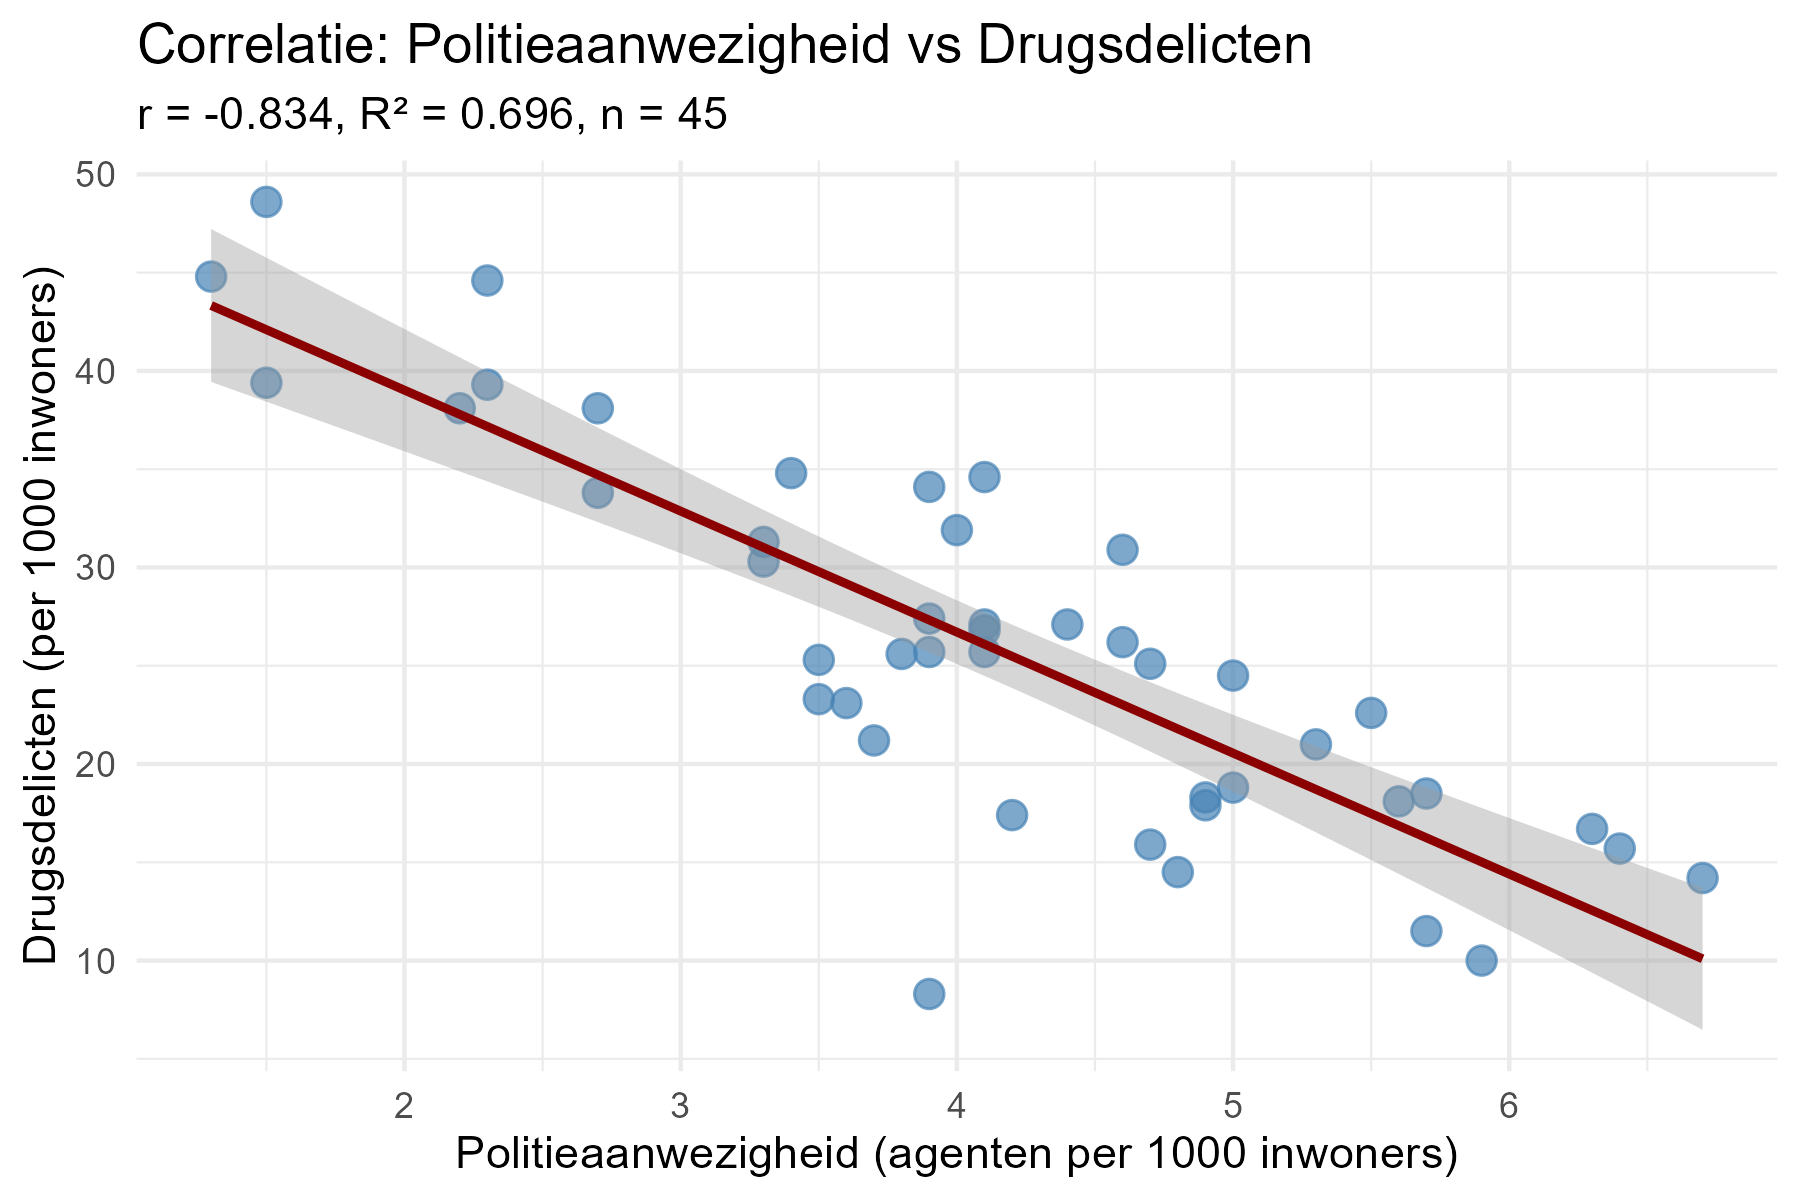 Correlatie: Politieaanwezigheid vs Drugsdelicten
r = -0.834, R² = 0.696, n = 45
Drugsdelicten (per 1000 inwoners)
50
40
30
20
10
2 3 4 5 6
Politieaanwezigheid (agenten per 1000 inwoners)